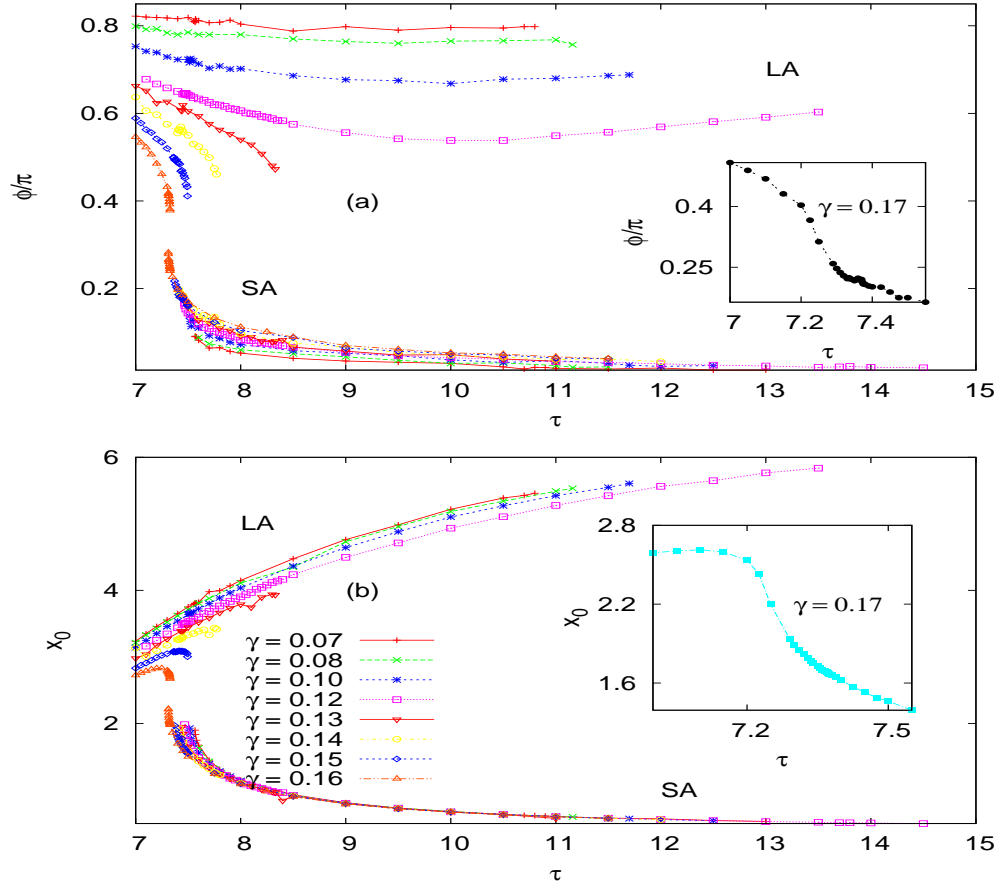 0.8
0.6
0.4
0.2
ϕ/π
LA
(a)
SA
γ = 0.17
0.4
0.25
ϕ/π
7 7.2 7.4
τ
7 8 9 10 11 12 13 14 15
τ
6
4
2
x0
LA
(b)
γ = 0.07
γ = 0.08
γ = 0.10
γ = 0.12
γ = 0.13
γ = 0.14
γ = 0.15
γ = 0.16
2.8
2.2
1.6
x0
γ = 0.17
7.2 7.5
τ
SA
7 8 9 10 11 12 13 14 15
τ